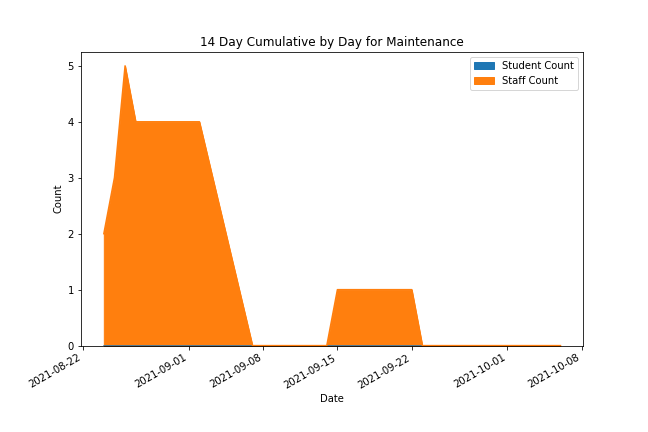 14 Day Cumulative by Day for Maintenance
Student Count
Staff Count
Count
5
4
3
2
1
0
2021-08-22
2021-09-01
2021-09-08
2021-09-15
2021-09-22
2021-10-01
2021-10-08
Date